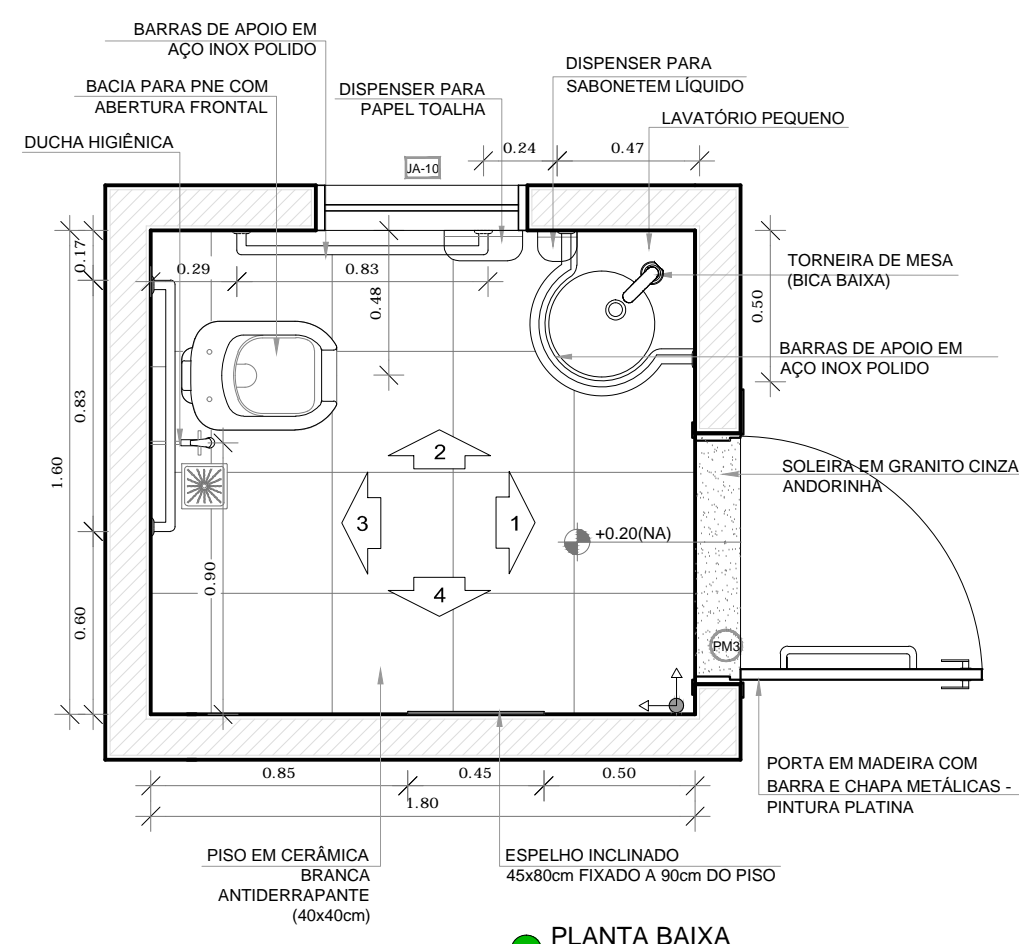 BARRAS DE APOIO EM
AÇO INOX POLIDO
DISPENSER PARA
SABONETEM LÍQUIDO
BACIA PARA PNE COM
ABERTURA FRONTAL
DISPENSER PARA
PAPEL TOALHA
LAVATÓRIO PEQUENO
DUCHA HIGIÊNICA
0.24
0.47
JA-10
0.17
0.29
0.83
0.48
0.50
TORNEIRA DE MESA
(BICA BAIXA)
BARRAS DE APOIO EM
AÇO INOX POLIDO
0.83
1.60
2
SOLEIRA EM GRANITO CINZA
ANDORINHA
3
1
+0.20(NA)
0.90
4
0.60
PM3
0.85
0.45
0.50
1.80
PORTA EM MADEIRA COM
BARRA E CHAPA METÁLICAS -
PINTURA PLATINA
PISO EM CERÂMICA
BRANCA
ANTIDERRAPANTE
(40x40cm)
ESPELHO INCLINADO
45x80cm FIXADO A 90cm DO PISO
PLANTA BAIXA